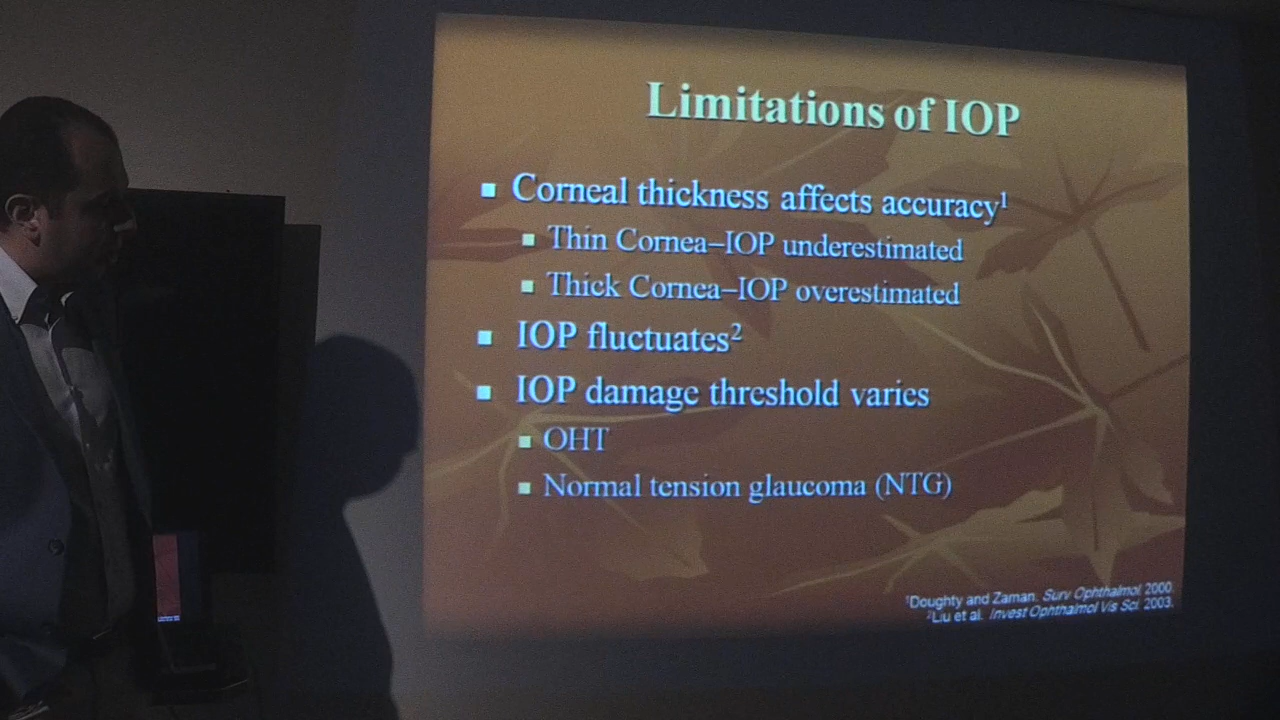 Limitations of IOP
▪ Corneal thickness affects accuracy¹
▪ Thin Cornea–IOP underestimated
▪ Thick Cornea–IOP overestimated
▪ IOP fluctuates²
▪ IOP damage threshold varies
▪ OHT
▪ Normal tension glaucoma (NTG)
¹Doughty and Zaman. Surv Ophthalmol 2000.
²Liu et al. Invest Ophthalmol Vis Sci. 2003.